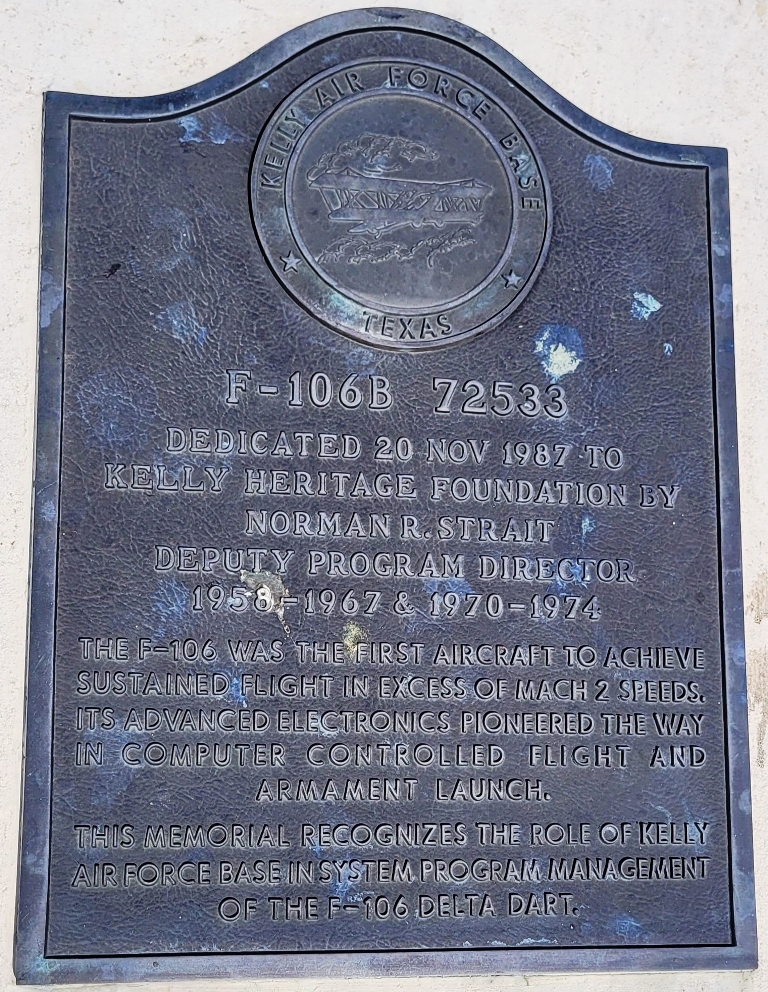 KELLY AIR FORCE BASE
TEXAS
F-106B 72533
DEDICATED 20 NOV 1987 TO
KELLY HERITAGE FOUNDATION BY
NORMAN R. STRAIT
DEPUTY PROGRAM DIRECTOR
1958-1967 & 1970-1974
THE F-106 WAS THE FIRST AIRCRAFT TO ACHIEVE
SUSTAINED FLIGHT IN EXCESS OF MACH 2 SPEEDS.
ITS ADVANCED ELECTRONICS PIONEERED THE WAY
IN COMPUTER CONTROLLED FLIGHT AND
ARMAMENT LAUNCH.
THIS MEMORIAL RECOGNIZES THE ROLE OF KELLY
AIR FORCE BASE IN SYSTEM PROGRAM MANAGEMENT
OF THE F-106 DELTA DART.